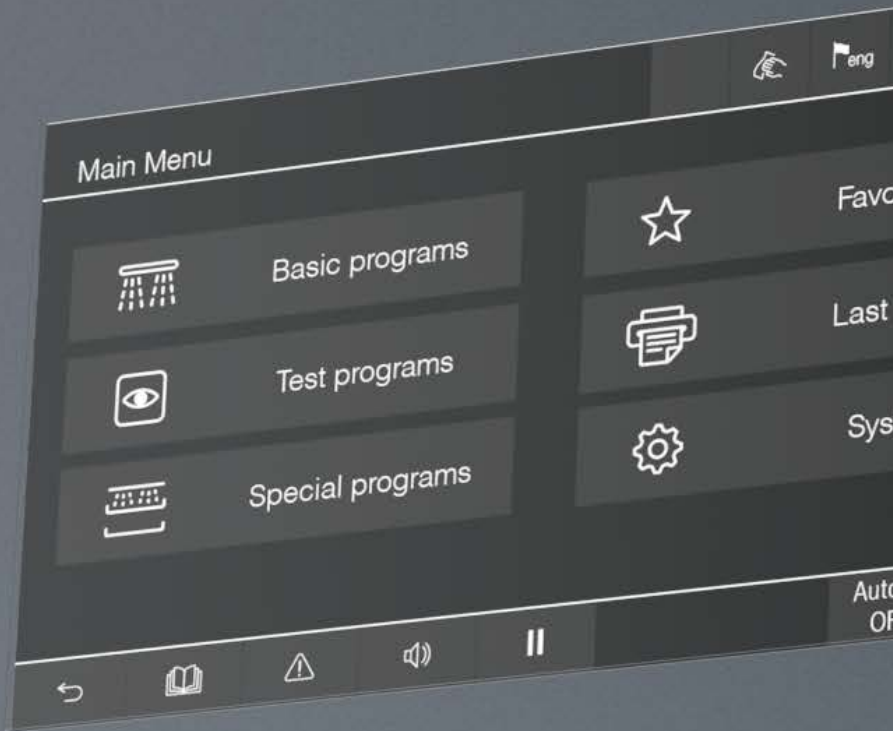 eng
Main Menu
Basic programs
Favo
Test programs
Last
Special programs
Sys
Auto
OF